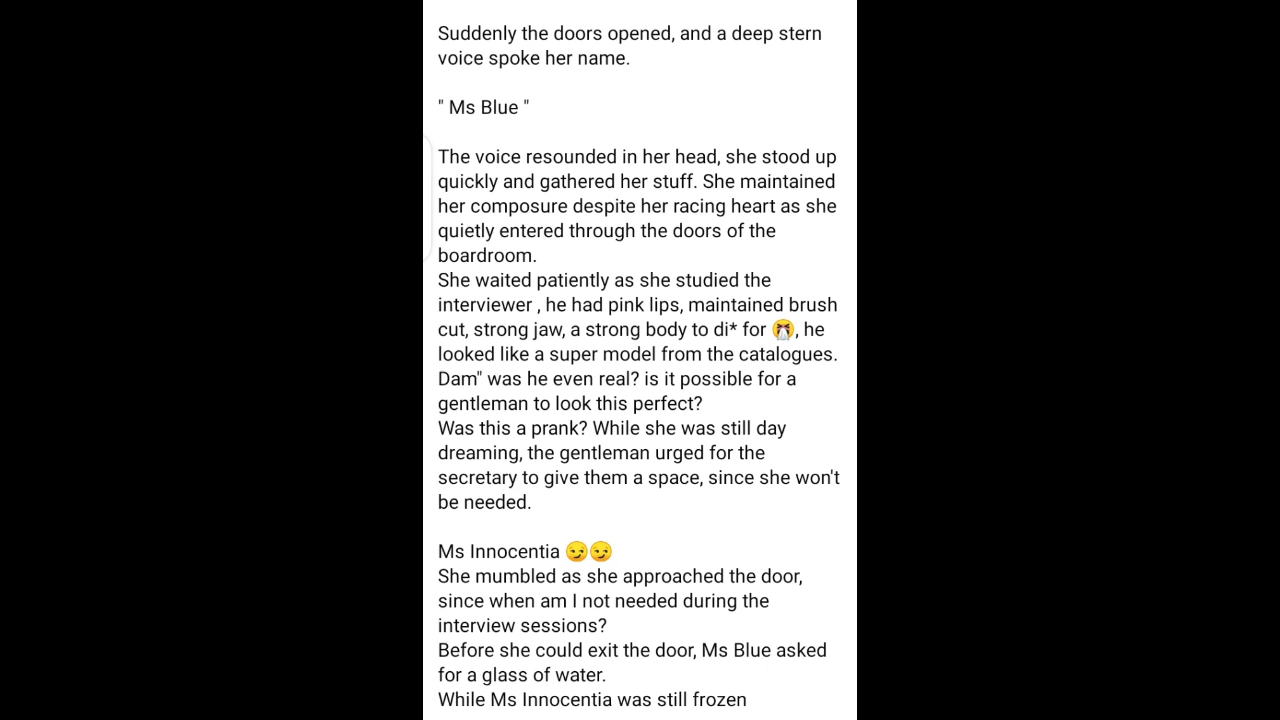 Suddenly the doors opened, and a deep stern
voice spoke her name.
" Ms Blue "
The voice resounded in her head, she stood up
quickly and gathered her stuff. She maintained
her composure despite her racing heart as she
quietly entered through the doors of the
boardroom.
She waited patiently as she studied the
interviewer , he had pink lips, maintained brush
cut, strong jaw, a strong body to di* for 🤧, he
looked like a super model from the catalogues.
Dam" was he even real? is it possible for a
gentleman to look this perfect?
Was this a prank? While she was still day
dreaming, the gentleman urged for the
secretary to give them a space, since she won't
be needed.
Ms Innocentia 😏😏
She mumbled as she approached the door,
since when am I not needed during the
interview sessions?
Before she could exit the door, Ms Blue asked
for a glass of water.
While Ms Innocentia was still frozen